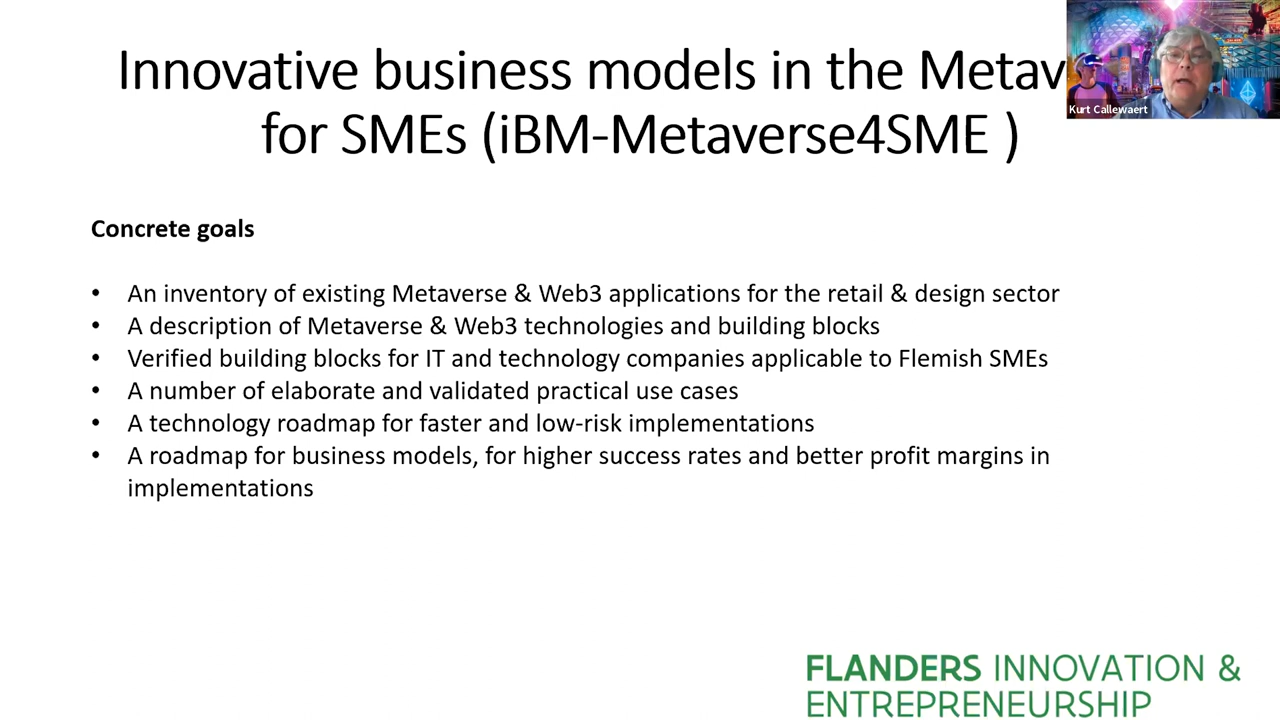 Innovative business models in the Metav
for SMEs (iBM-Metaverse4SME )
Kurt Callewaert
Concrete goals
• An inventory of existing Metaverse & Web3 applications for the retail & design sector
• A description of Metaverse & Web3 technologies and building blocks
• Verified building blocks for IT and technology companies applicable to Flemish SMEs
• A number of elaborate and validated practical use cases
• A technology roadmap for faster and low-risk implementations
• A roadmap for business models, for higher success rates and better profit margins in
implementations
FLANDERS INNOVATION &
ENTREPRENEURSHIP